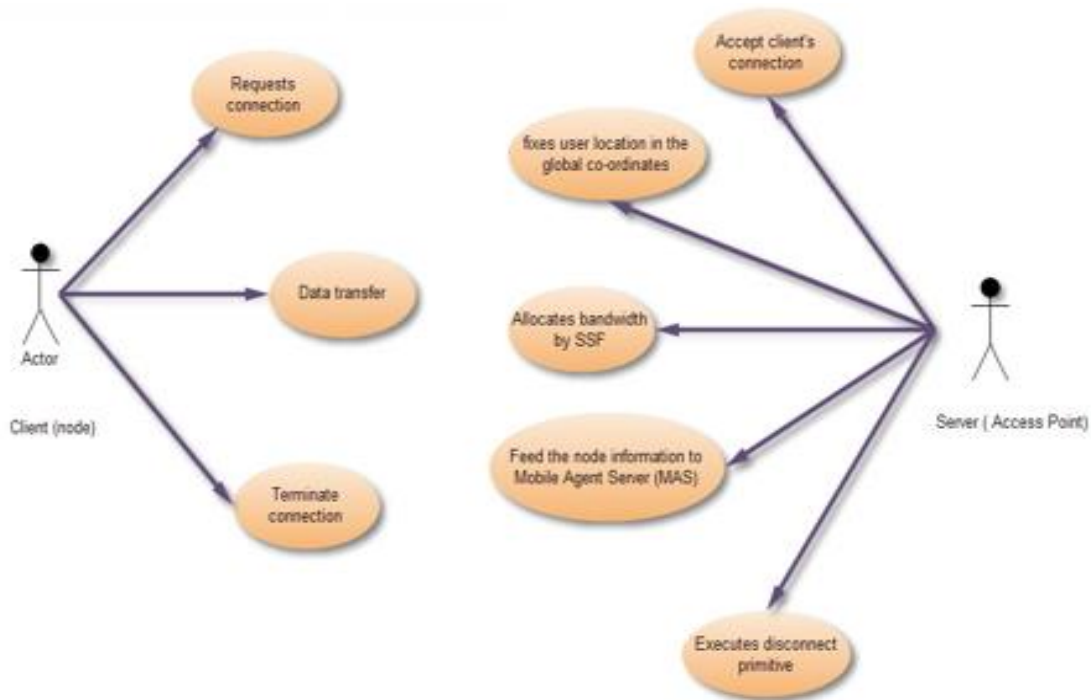 Requests
connection
Data transfer
Actor
Client (node)
Terminate
connection
Accept client's
connection
fixes user location in the
global co-ordinates
Allocates bandwidth
by SSF
Feed the node information to
Mobile Agent Server (MAS)
Server ( Access Point)
Executes disconnect
primitive